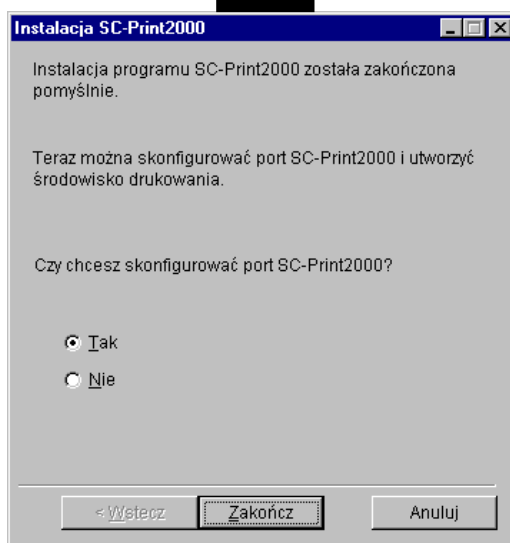 Instalacja SC-Print2000
Instalacja programu SC-Print2000 została zakończona
pomyślnie.
Teraz można skonfigurować port SC-Print2000 i utworzyć
środowisko drukowania.
Czy chcesz skonfigurować port SC-Print2000?
Tak
Nie
< Wstecz
Zakończ
Anuluj